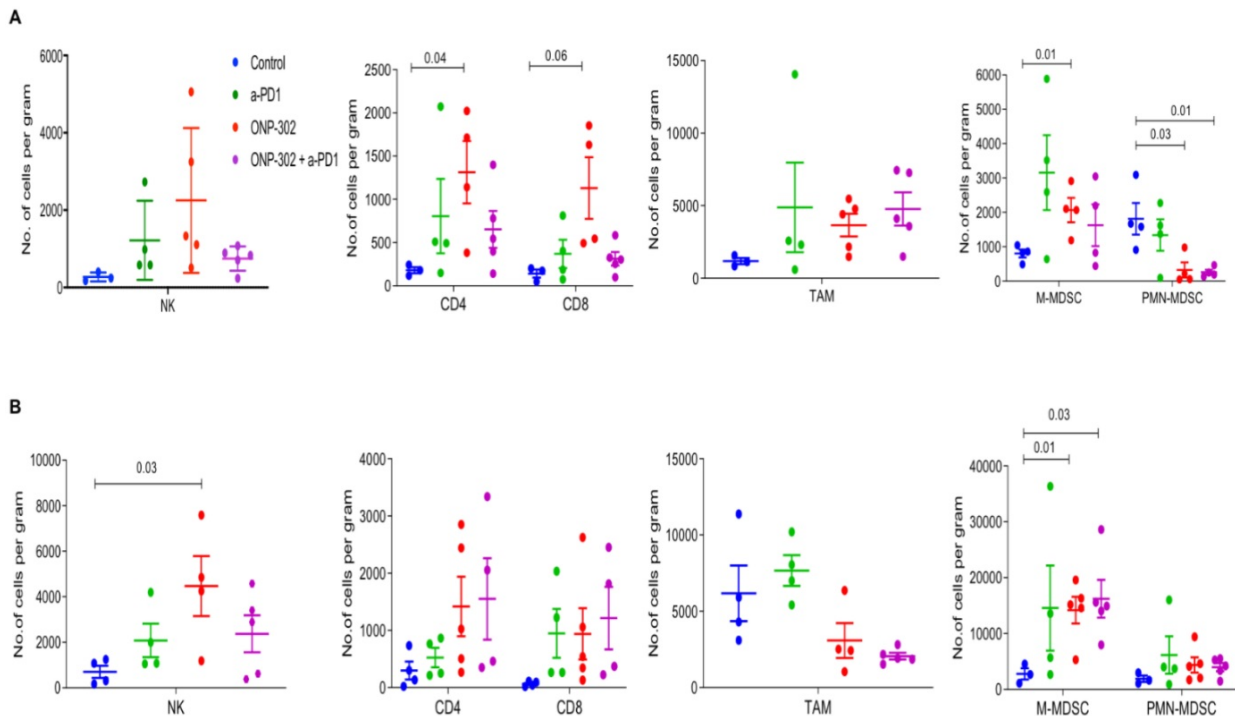 A
No. of cells per gram
6000
4000
2000
0
NK
Control
a-PD1
ONP-302
ONP-302 + a-PD1
No.of cells per gram
2500
2000
1500
1000
500
0
0.04
0.06
CD4
CD8
No.of cells per gram
15000
10000
5000
0
TAM
No.of cells per gram
6000
5000
4000
3000
2000
1000
0
0.01
0.01
0.03
M-MDSC
PMN-MDSC
B
No.of cells per gram
10000
8000
6000
4000
2000
0
0.03
NK
No.of cells per gram
4000
3000
2000
1000
0
CD4
CD8
No.of cells per gram
15000
10000
5000
0
TAM
No.of cells per gram
40000
30000
20000
10000
0
0.03
0.01
M-MDSC
PMN-MDSC